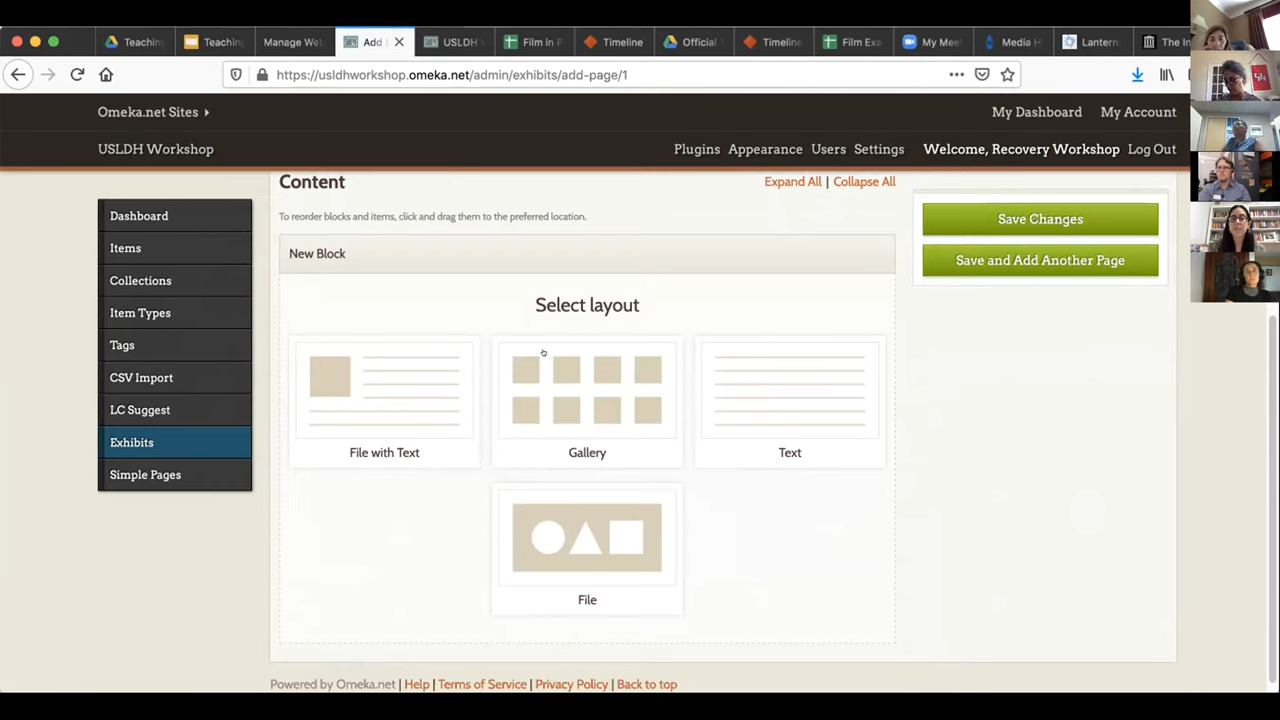 Teaching
Teaching
Manage We
Add
USLDH
Film in
Timeline
Official
Timeline
Film Exa
My Mee
Media H
Lantern
The In
https://usldhworkshop.omeka.net/admin/exhibits/add-page/1
Omeka.net Sites
My Dashboard
My Account
USLDH Workshop
Plugins
Appearance
Users
Settings
Welcome, Recovery Workshop
Log Out
Dashboard
Items
Collections
Item Types
Tags
CSV Import
LC Suggest
Exhibits
Simple Pages
Content
Expand All | Collapse All
To reorder blocks and items, click and drag them to the preferred location.
New Block
Select layout
File with Text
Gallery
Text
File
Save Changes
Save and Add Another Page
Powered by Omeka.net | Help | Terms of Service | Privacy Policy | Back to top